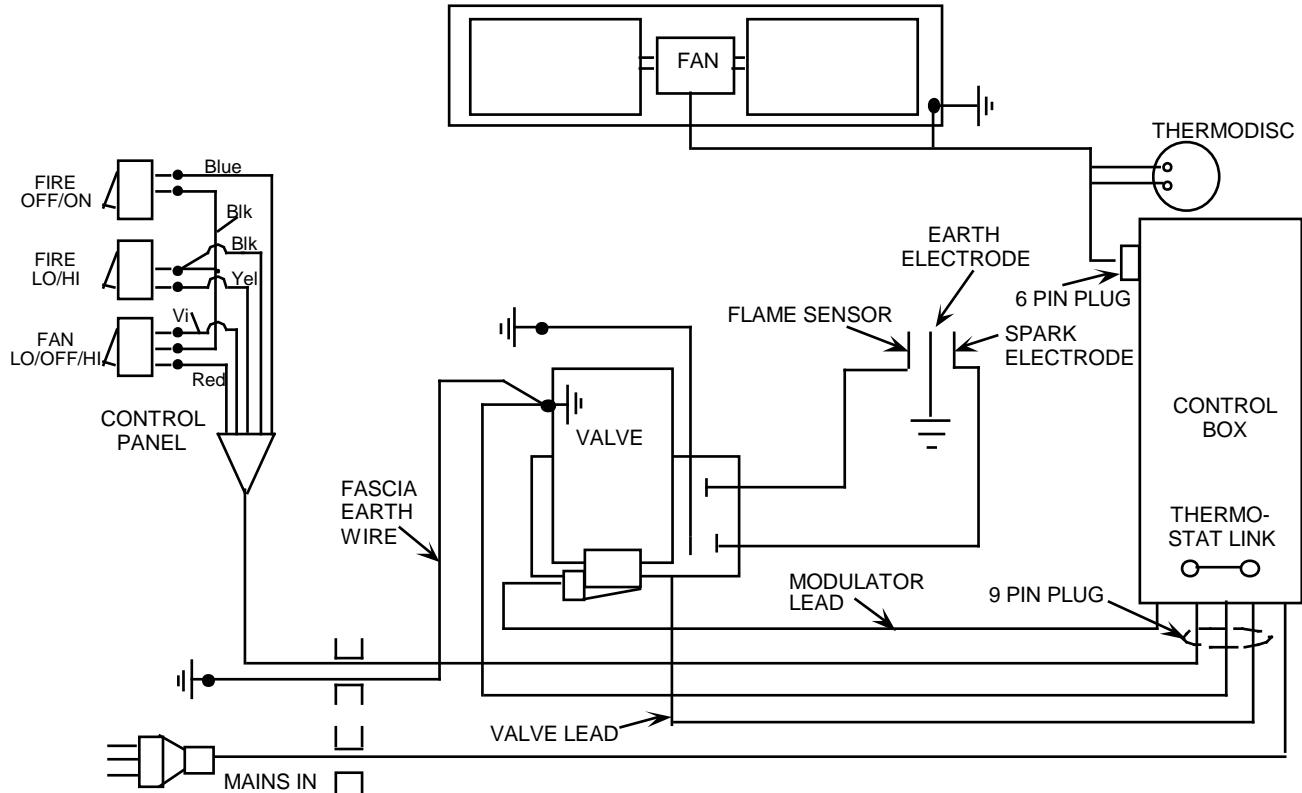 FAN
THERMODISC
FIRE
OFF/ON
Blue
Blk
FIRE
LO/HI
Blk
Yel
FAN
LO/OFF/HI
Vi
Red
CONTROL
PANEL
EARTH
ELECTRODE
FLAME SENSOR
SPARK
ELECTRODE
6 PIN PLUG
CONTROL
BOX
VALVE
FASCIA
EARTH
WIRE
THERMO-
STAT LINK
MODULATOR
LEAD
9 PIN PLUG
VALVE LEAD
MAINS IN